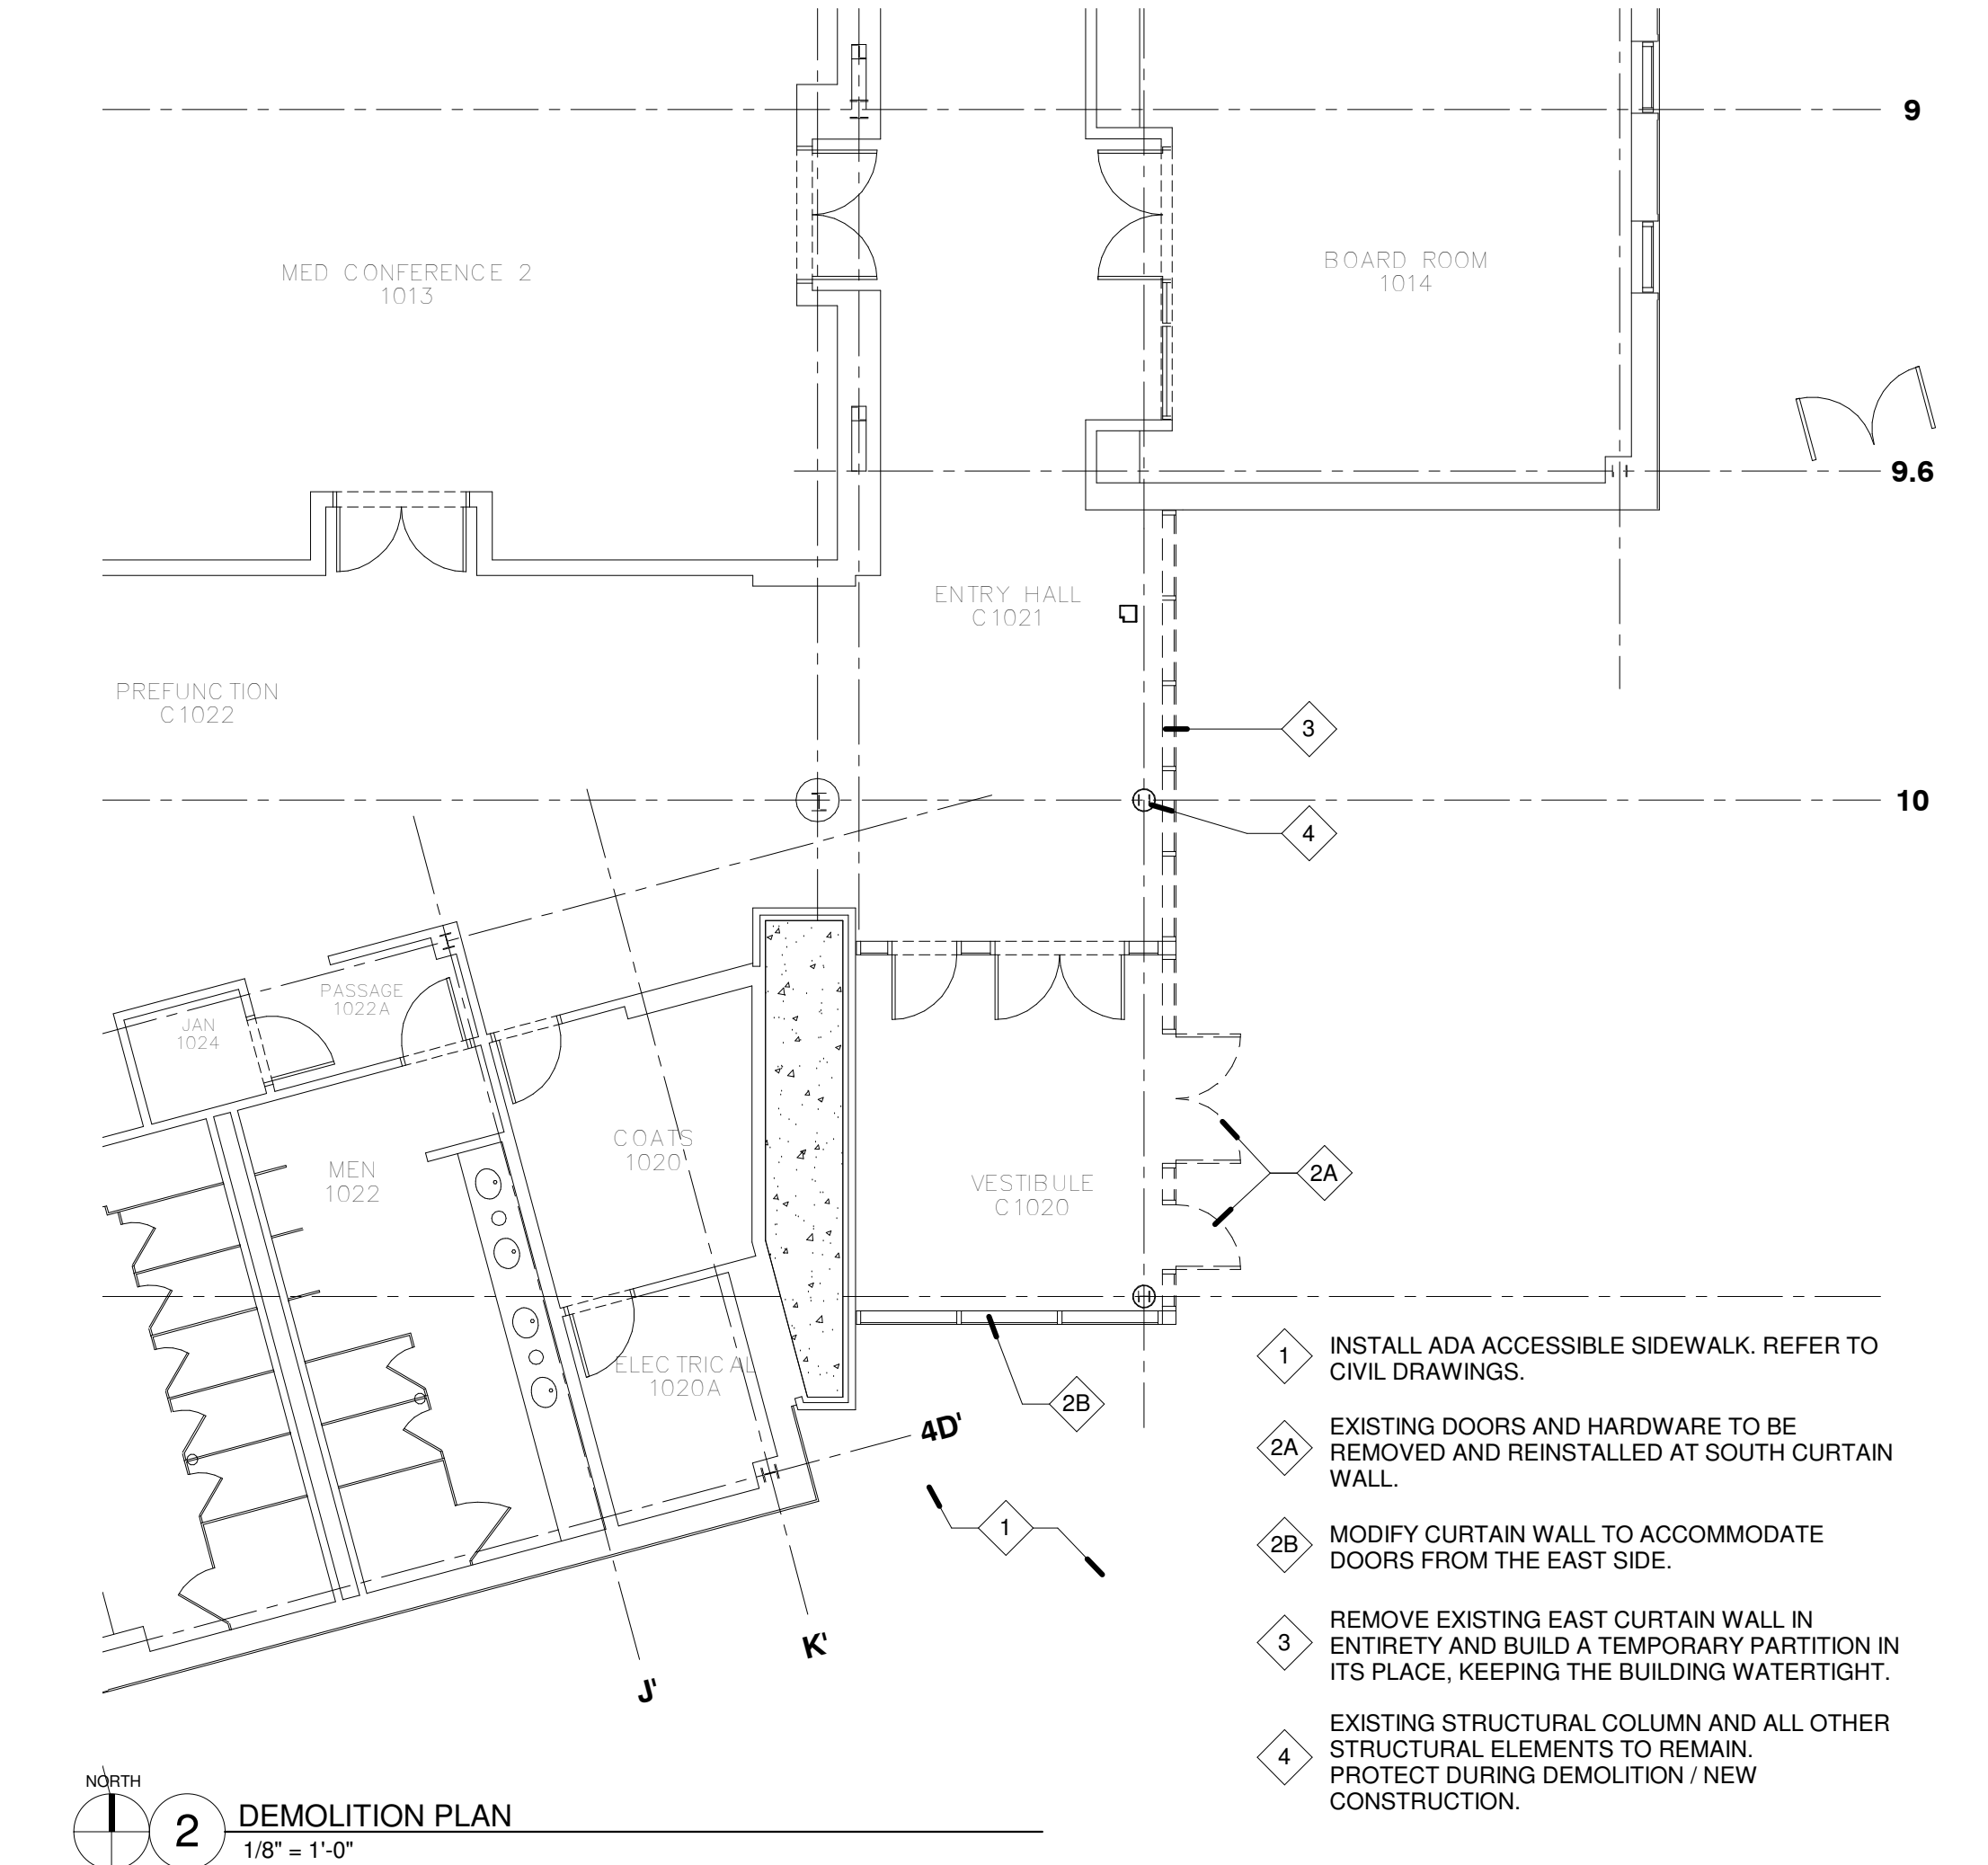 9
MED CONFERENCE 2
1013
BOARD ROOM
1014
9.6
ENTRY HALL
C1021
PREFUNCTION
C1022
3
10
4
PASSAGE
1022A
JAN
1024
COATS
1020
MEN
1022
2A
VESTIBULE
C1020
ELECTRICAL
1020A
2B
4D'
1
K'
J'
1 INSTALL ADA ACCESSIBLE SIDEWALK. REFER TO
CIVIL DRAWINGS.
EXISTING DOORS AND HARDWARE TO BE
2A REMOVED AND REINSTALLED AT SOUTH CURTAIN
WALL.
2B MODIFY CURTAIN WALL TO ACCOMMODATE
DOORS FROM THE EAST SIDE.
REMOVE EXISTING EAST CURTAIN WALL IN
3 ENTIRETY AND BUILD A TEMPORARY PARTITION IN
ITS PLACE, KEEPING THE BUILDING WATERTIGHT.
EXISTING STRUCTURAL COLUMN AND ALL OTHER
4 STRUCTURAL ELEMENTS TO REMAIN.
PROTECT DURING DEMOLITION / NEW
CONSTRUCTION.
NORTH
2 DEMOLITION PLAN
1/8" = 1'-0"